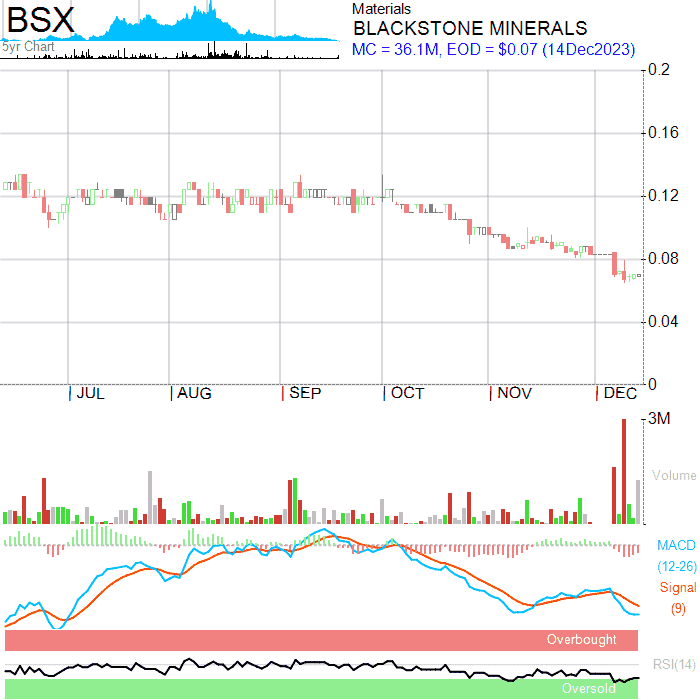 BSX
5yr Chart
Materials
BLACKSTONE MINERALS
MC = 36.1M, EOD = $0.07 (14Dec2023)
0.2
0.16
0.12
0.08
0.04
0
JUL AUG SEP OCT NOV DEC
3M
Volume
MACD
(12-26)
Signal
(9)
Overbought
RSI(14)
Oversold